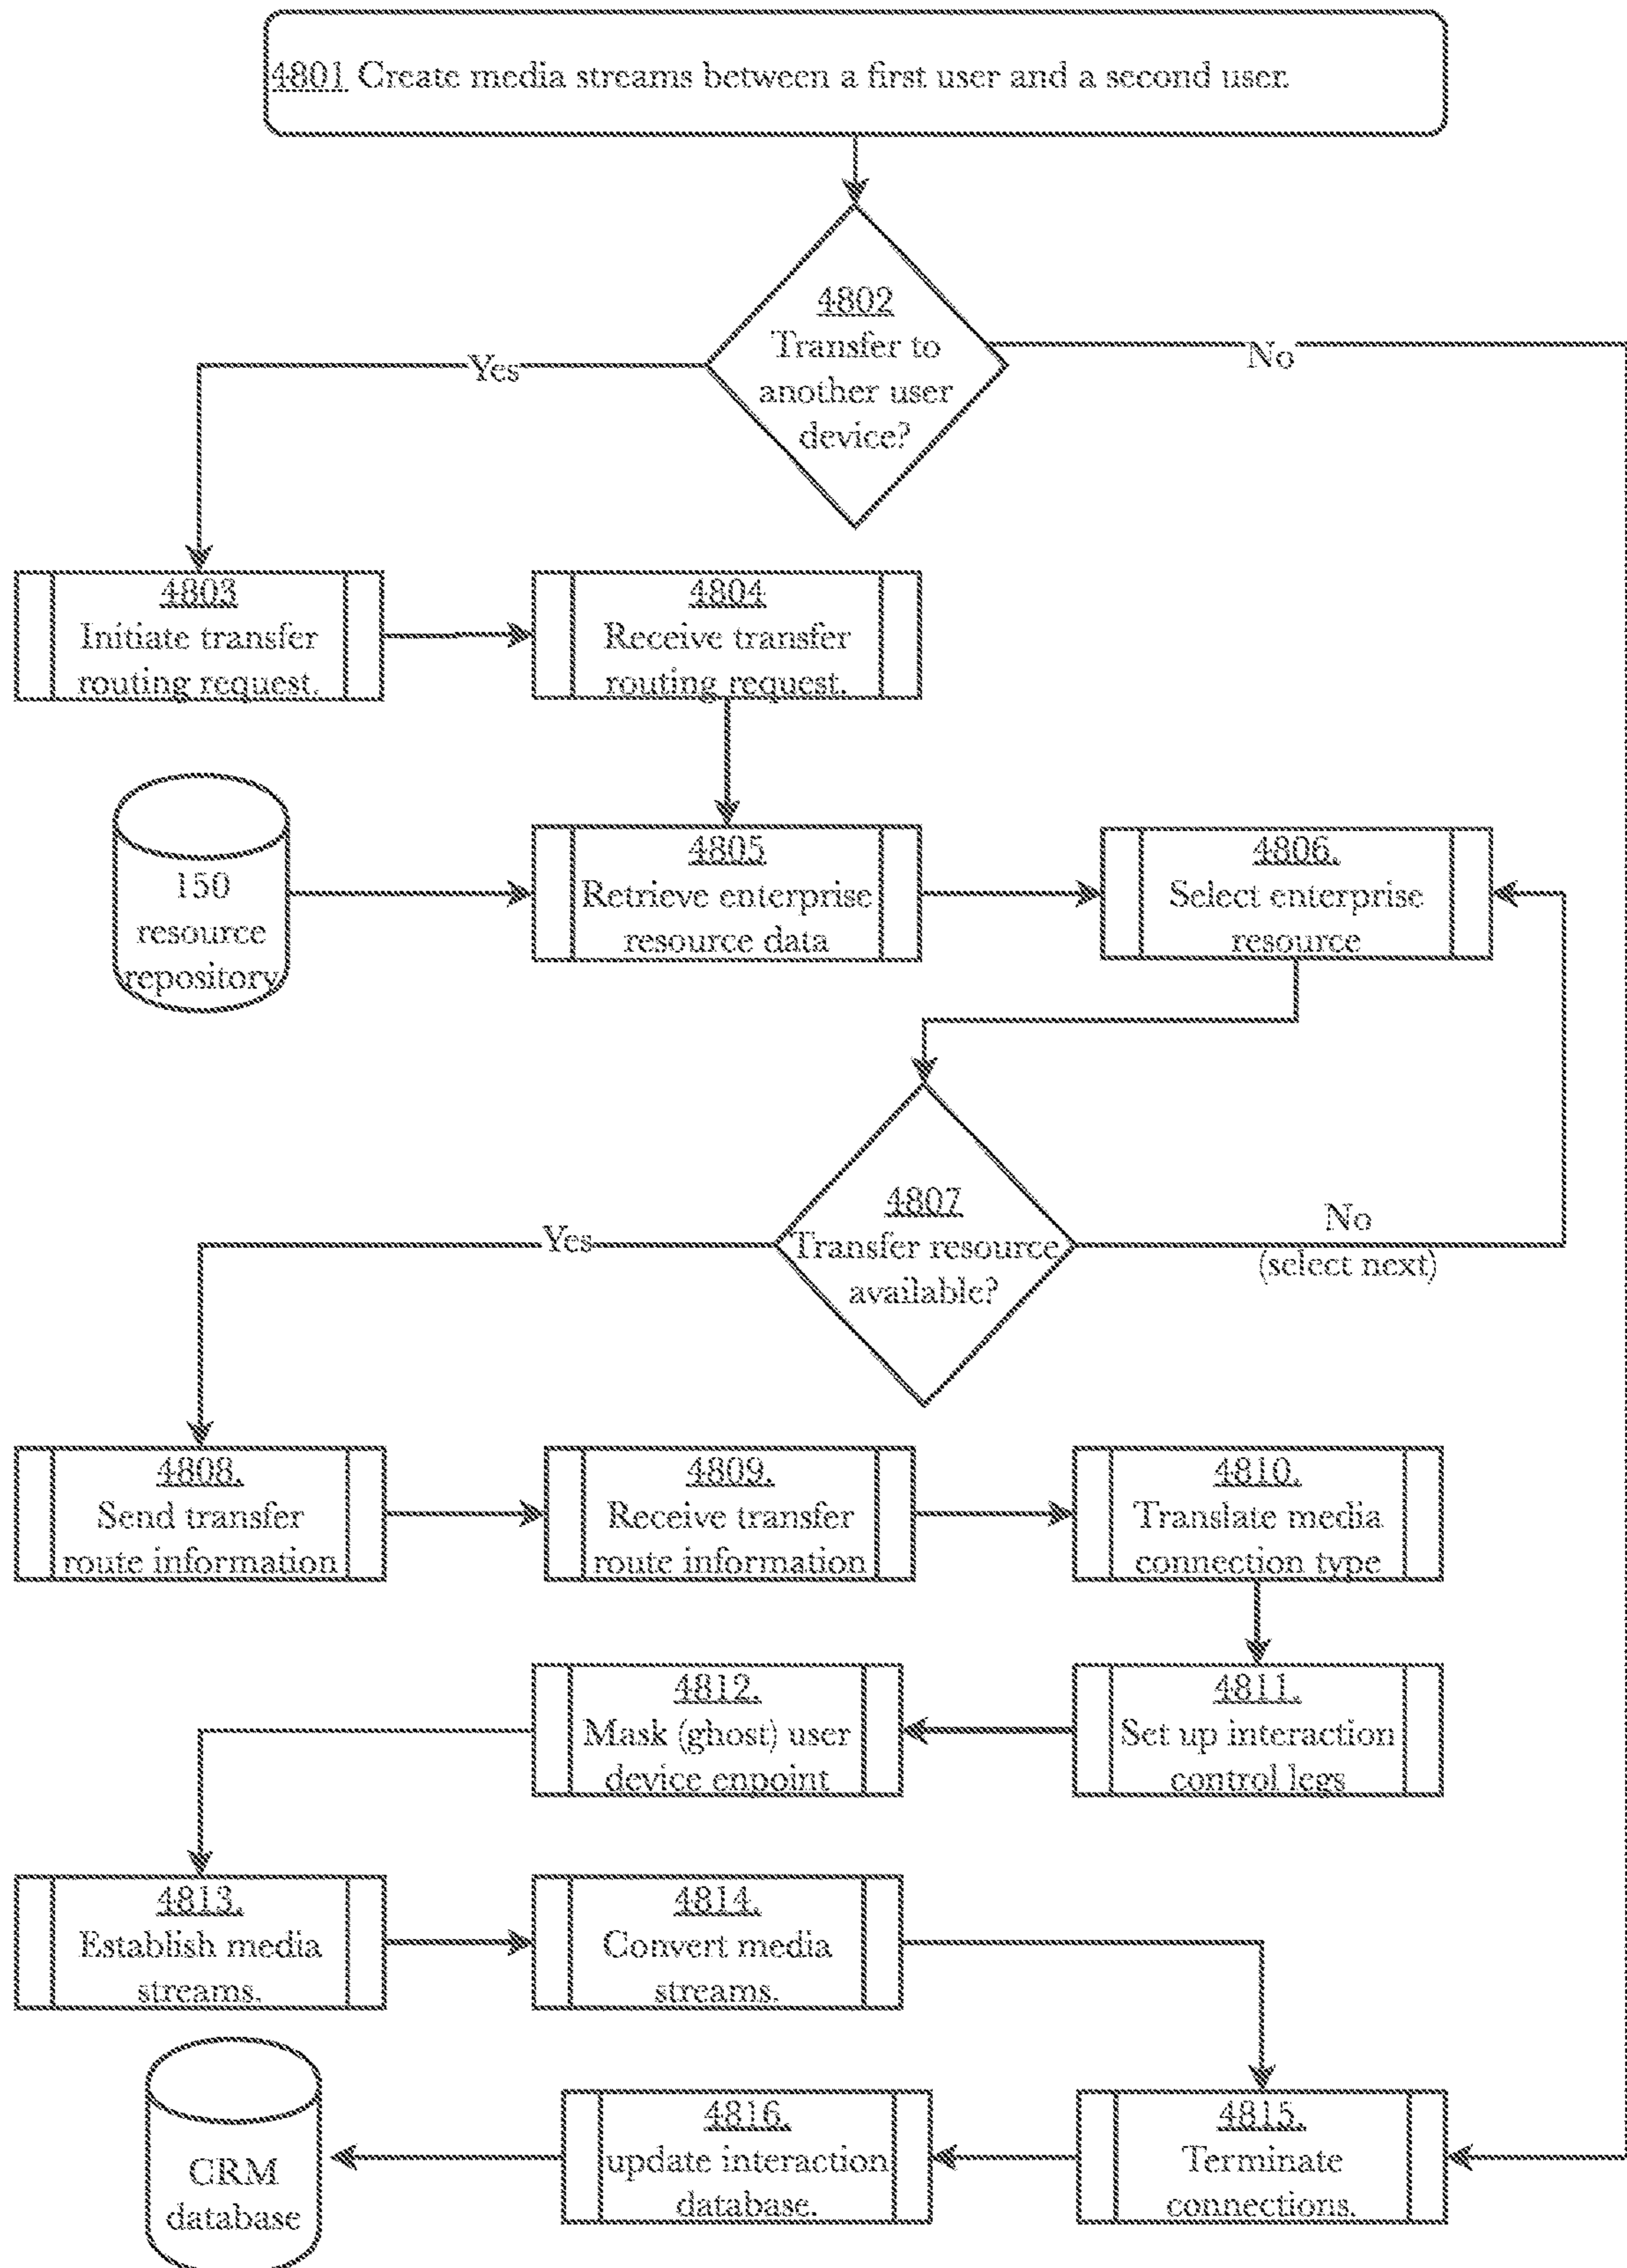 4801 Create media streams between a first user and a second user.
4802
Transfer to
another user
device?
Yes
No
4803
Initiate transfer
routing request.
4804
Receive transfer
routing request.
150
resource
repository
4805
Retrieve enterprise
resource data
4806.
Select enterprise
resource
4807
Transfer resource
available?
Yes
No
(select next)
4808.
Send transfer
route information
4809.
Receive transfer
route information
4810.
Translate media
connection type
4812.
Mask (ghost) user
device enpoint
4811.
Set up interaction
control legs
4813.
Establish media
streams.
4814.
Convert media
streams.
CRM
database
4816.
update interaction
database.
4815.
Terminate
connections.